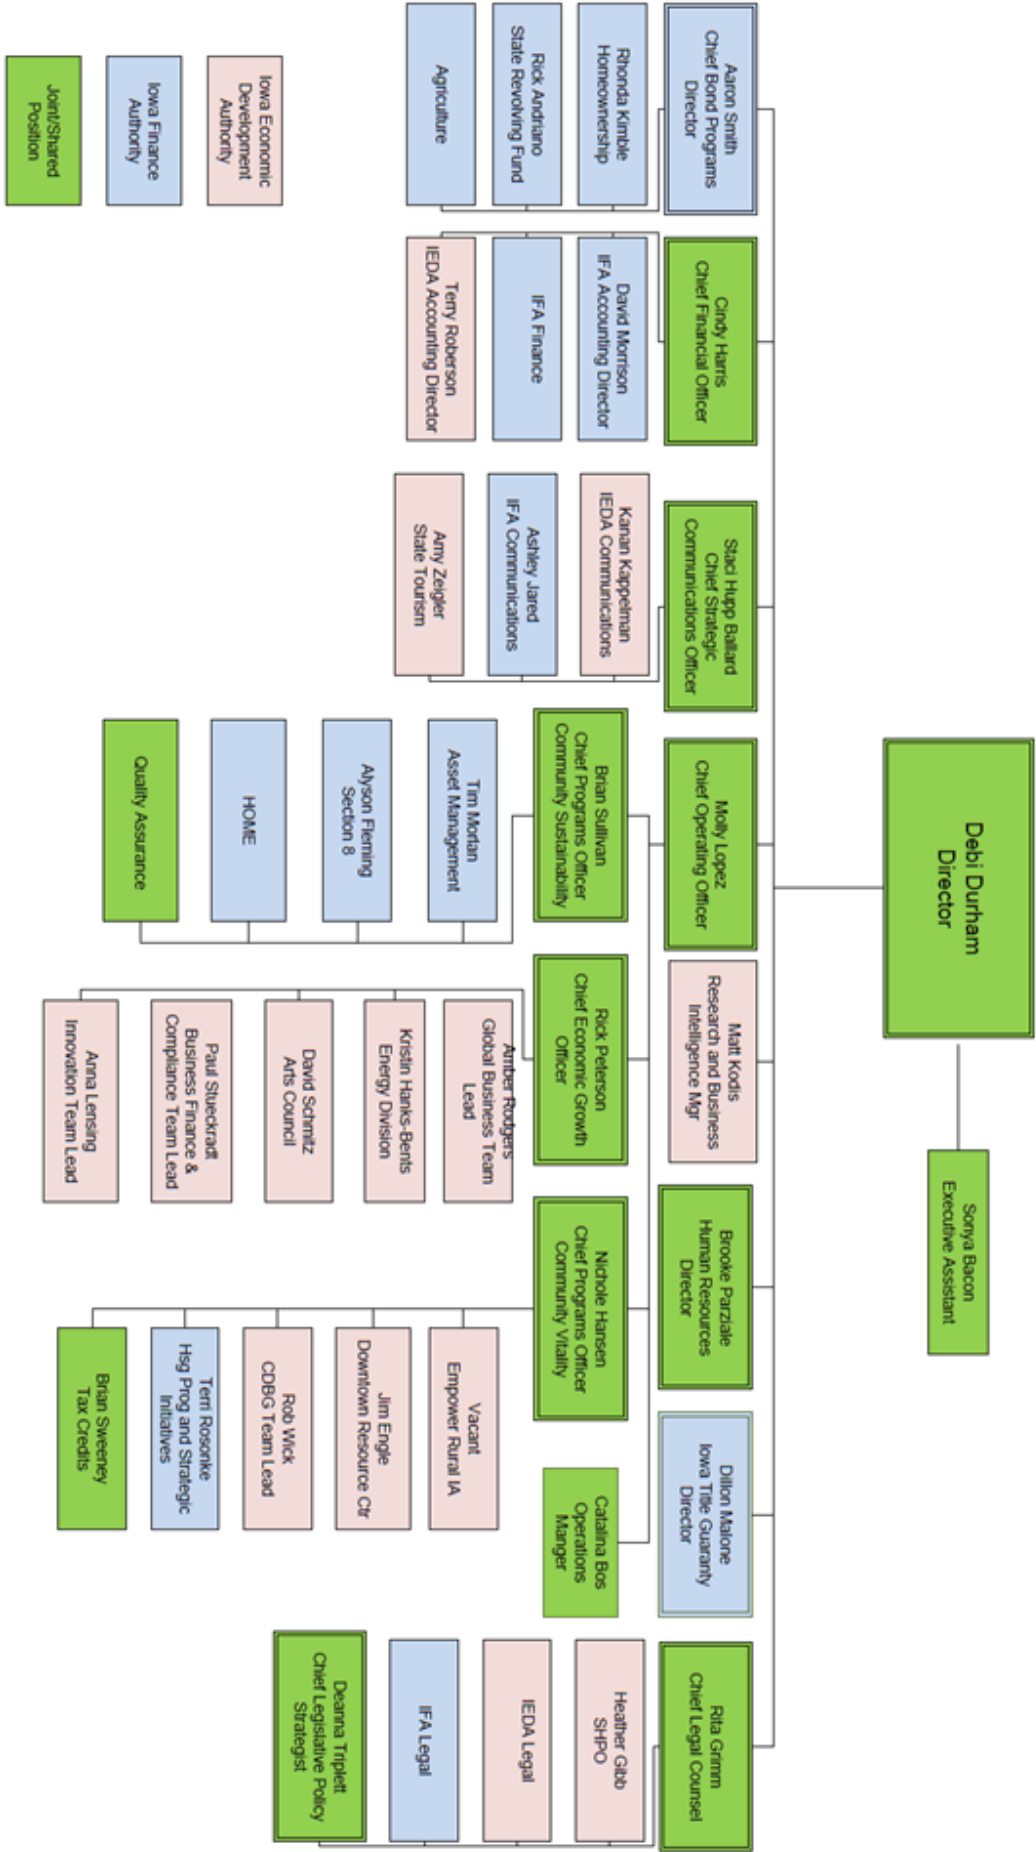 Debi Durham
Director
Sonya Bacon
Executive Assistant
Aaron Smith
Chief Bond Programs
Director
Cindy Harris
Chief Financial Officer
Staci Hupp Ballard
Chief Strategic
Communications Officer
Molly Lopez
Chief Operating Officer
Matt Kodis
Research and Business
Intelligence Mgr
Brooke Parziale
Human Resources
Director
Dillon Malone
Iowa Title Guaranty
Director
Rita Grimm
Chief Legal Counsel
Rhonda Kimble
Homeownership
Rick Andriano
State Revolving Fund
Agriculture
David Morrison
IFA Accounting Director
IFA Finance
Terry Roberson
IEDA Accounting Director
Kanan Kappelman
IEDA Communications
Ashley Jared
IFA Communications
Amy Zeigler
State Tourism
Brian Sullivan
Chief Programs Officer
Community Sustainability
Tim Morlan
Asset Management
Alyson Fleming
Section 8
HOME
Quality Assurance
Rick Peterson
Chief Economic Growth
Officer
Amber Rodgers
Global Business Team
Lead
Kristin Hanks-Bents
Energy Division
David Schmitz
Arts Council
Paul Stueckradt
Business Finance &
Compliance Team Lead
Anna Lensing
Innovation Team Lead
Nichole Hansen
Chief Programs Officer
Community Vitality
Vacant
Empower Rural IA
Jim Engle
Downtown Resource Ctr
Rob Wick
CDBG Team Lead
Terri Rosonke
Hsg Prog and Strategic
Initiatives
Brian Sweeney
Tax Credits
Catalina Bos
Operations
Manger
Heather Gibb
SHPO
IEDA Legal
IFA Legal
Deanna Triplett
Chief Legislative Policy
Strategist
Iowa Economic
Development
Authority
Iowa Finance
Authority
Joint/Shared
Position